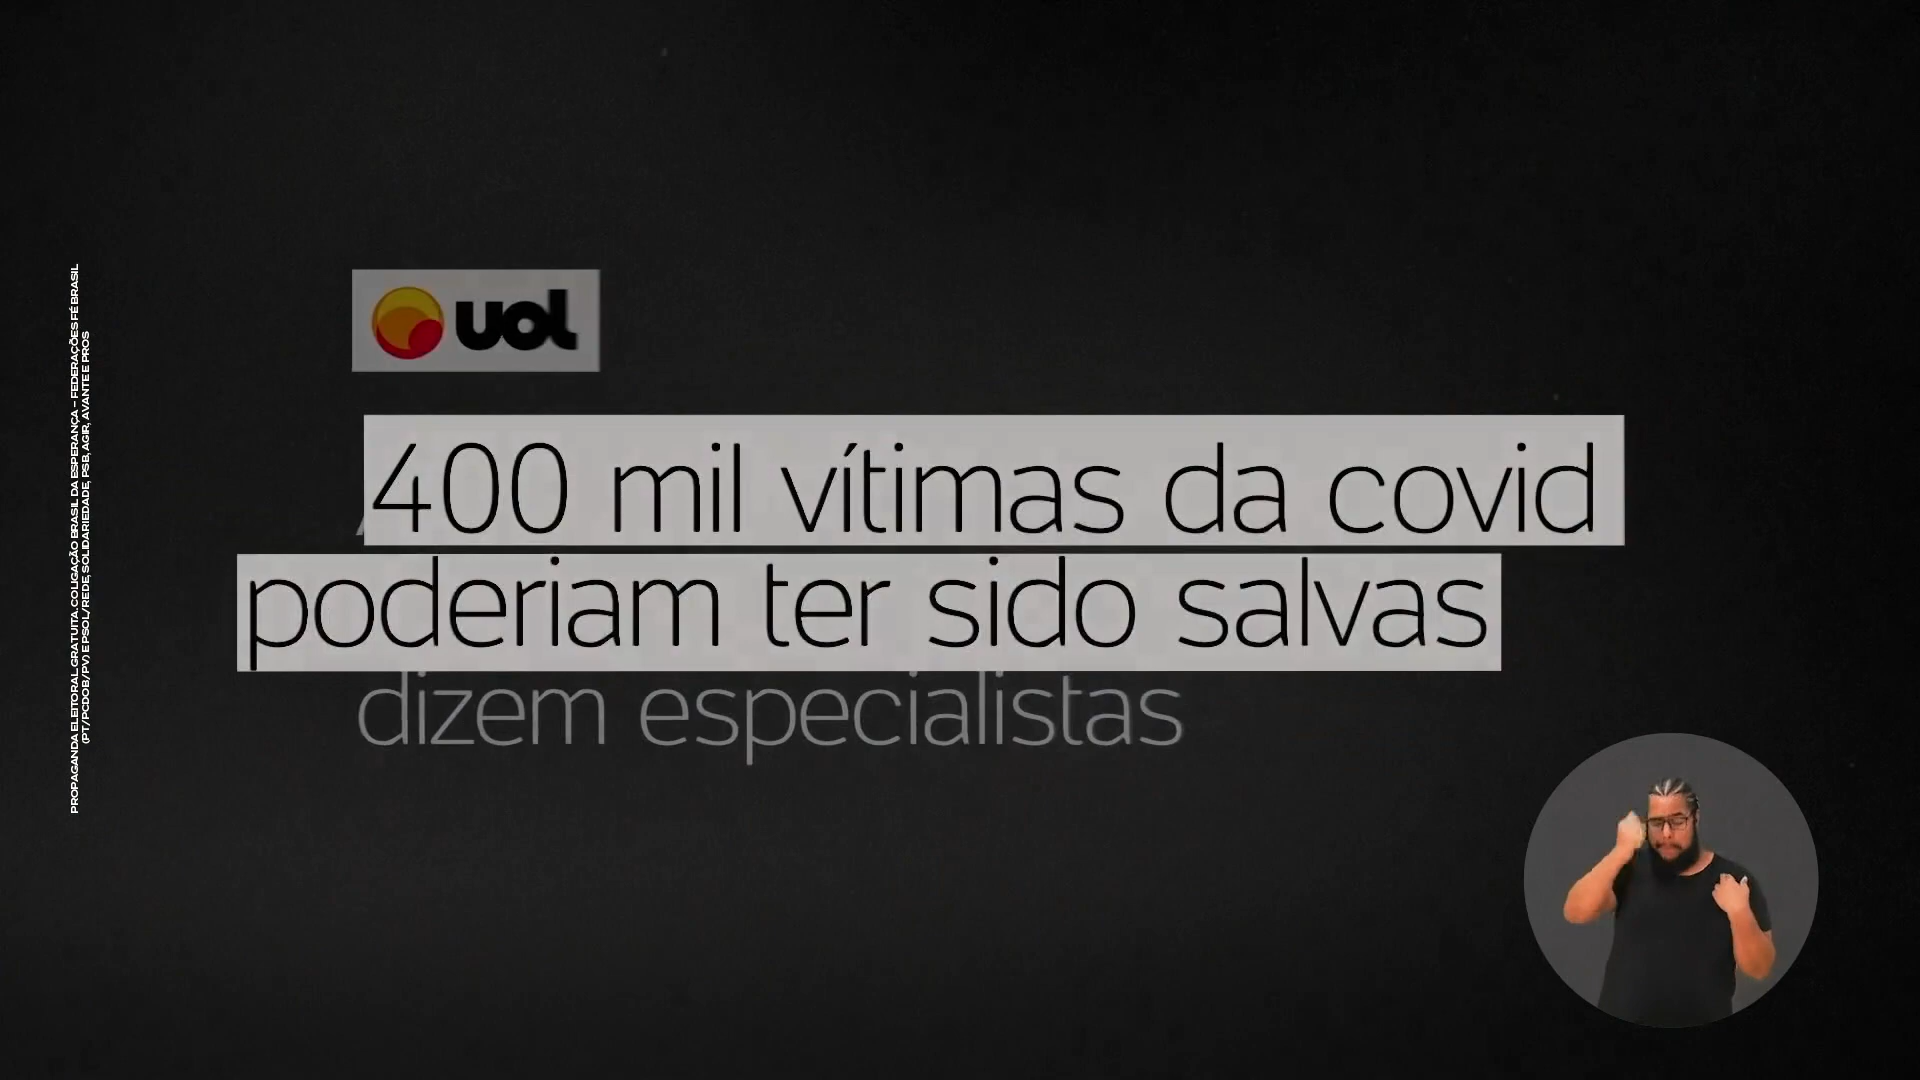 PROPAGANDA ELEITORAL GRATUITA. COLIGAÇÃO BRASIL DA ESPERANÇA – FEDERAÇÕES FÉ BRASIL
(PT/PCDOB/PV) E PSOL/REDE, SOLIDARIEDADE, PSB, AGIR, AVANTE E PROS
uol
400 mil vítimas da covid
poderiam ter sido salvas
dizem especialistas